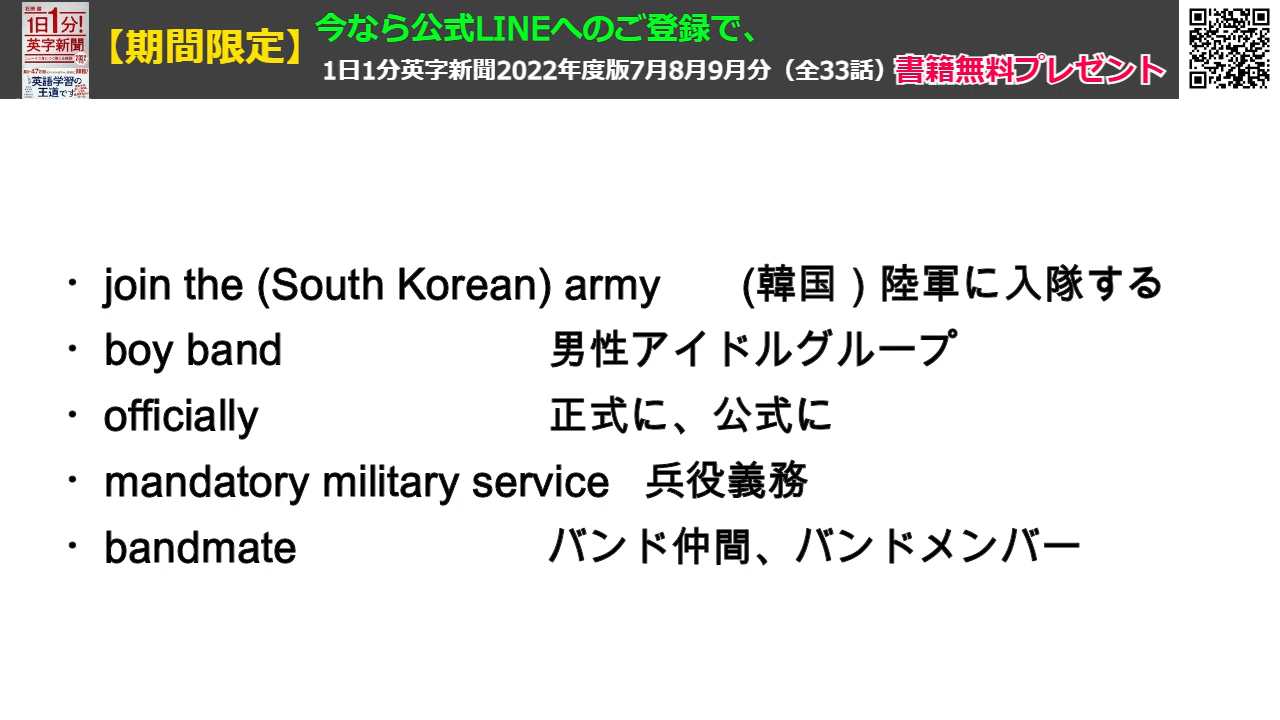 石田 健
1日1分!
英字新聞
2022
英語学習の
王道です。
【期間限定】
今なら公式LINEへのご登録で、
1日1分英字新聞2022年度版7月8月9月分（全33話）書籍無料プレゼント
・ join the (South Korean) army (韓国 ) 陸軍に入隊する
・ boy band 男性アイドルグループ
・ officially 正式に、公式に
・ mandatory military service 兵役義務
・ bandmate バンド仲間、バンドメンバー